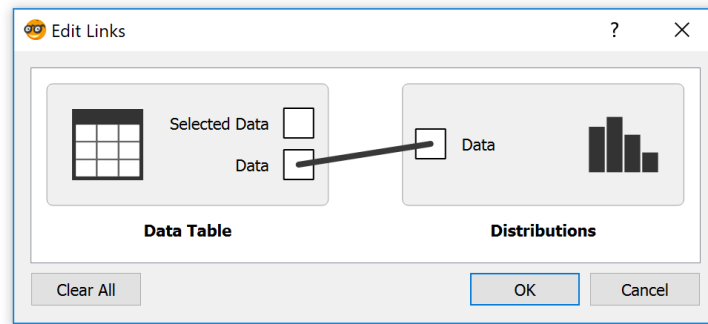 Edit Links
?
Selected Data
Data
Data
Data Table
Distributions
Clear All
OK
Cancel